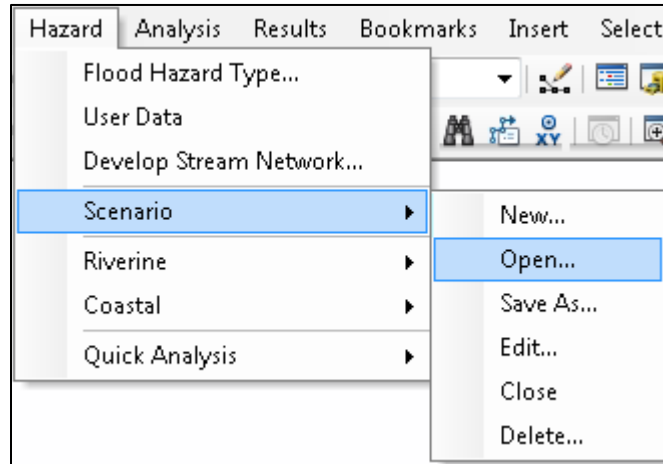 Hazard Analysis Results Bookmarks Insert Select
Flood Hazard Type...
User Data
Develop Stream Network...
Scenario
Riverine
Coastal
Quick Analysis
New...
Open...
Save As...
Edit...
Close
Delete...
XY